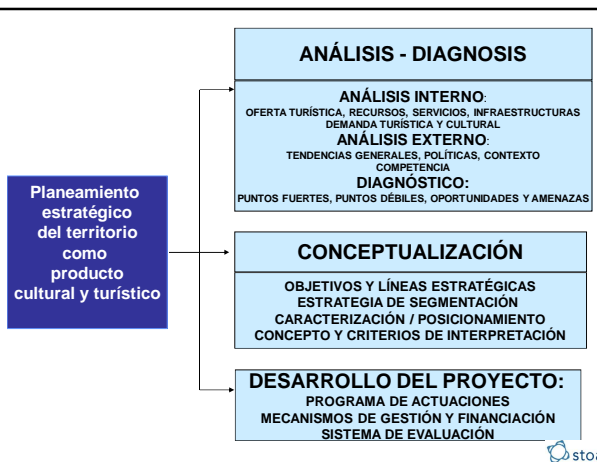 Planeamiento
estratégico
del territorio
como
producto
cultural y turístico
ANÁLISIS - DIAGNOSIS
ANÁLISIS INTERNO:
OFERTA TURÍSTICA, RECURSOS, SERVICIOS, INFRAESTRUCTURAS
DEMANDA TURÍSTICA Y CULTURAL
ANÁLISIS EXTERNO:
TENDENCIAS GENERALES, POLÍTICAS, CONTEXTO
COMPETENCIA
DIAGNÓSTICO:
PUNTOS FUERTES, PUNTOS DÉBILES, OPORTUNIDADES Y AMENAZAS
CONCEPTUALIZACIÓN
OBJETIVOS Y LÍNEAS ESTRATÉGICAS
ESTRATEGIA DE SEGMENTACIÓN
CARACTERIZACIÓN / POSICIONAMIENTO
CONCEPTO Y CRITERIOS DE INTERPRETACIÓN
DESARROLLO DEL PROYECTO:
PROGRAMA DE ACTUACIONES
MECANISMOS DE GESTIÓN Y FINANCIACIÓN
SISTEMA DE EVALUACIÓN
stoa